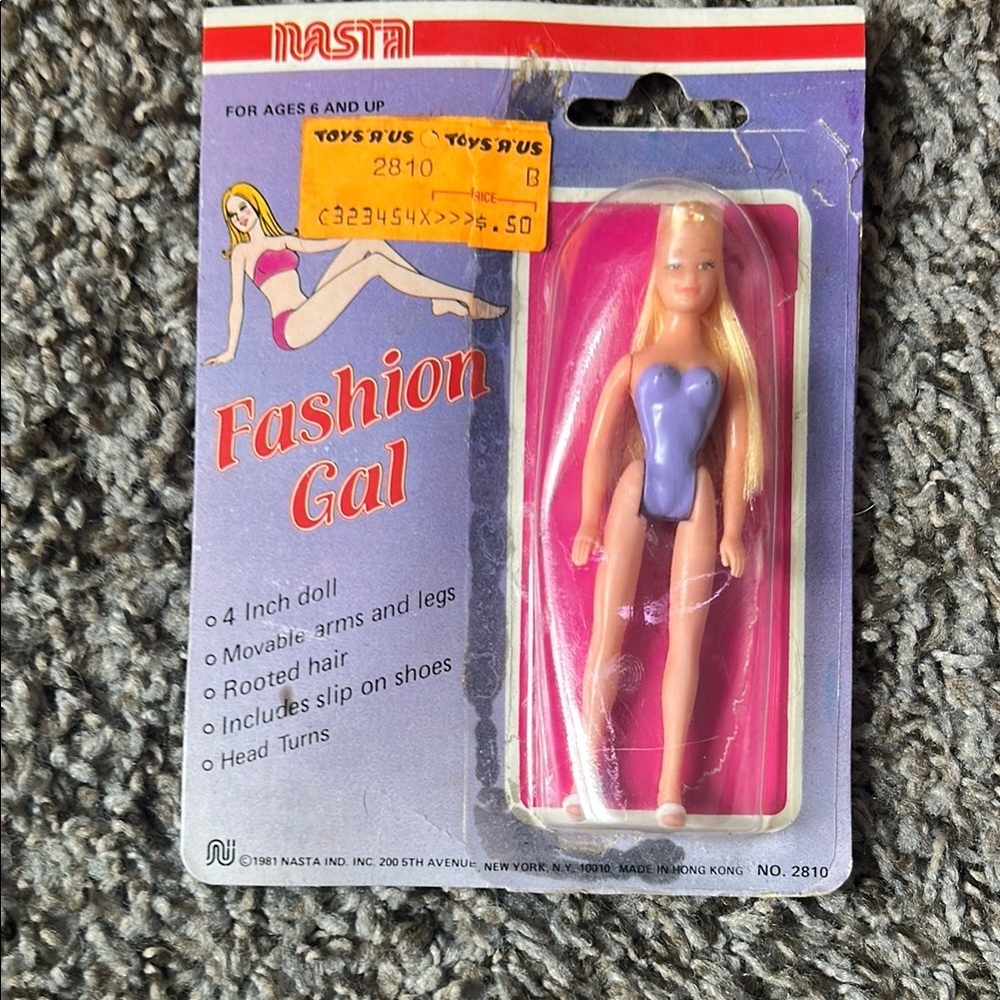 NASTA
FOR AGES 6 AND UP
TOYS "R" US TOYS "R" US
2810 B
C323454X>>>$.50
Fashion
Gal
o 4 Inch doll
o Movable arms and legs
o Rooted hair
o Includes slip on shoes
o Head Turns
©1981 NASTA IND. INC. 200 5TH AVENUE, NEW YORK, N.Y. 10010 MADE IN HONG KONG NO. 2810